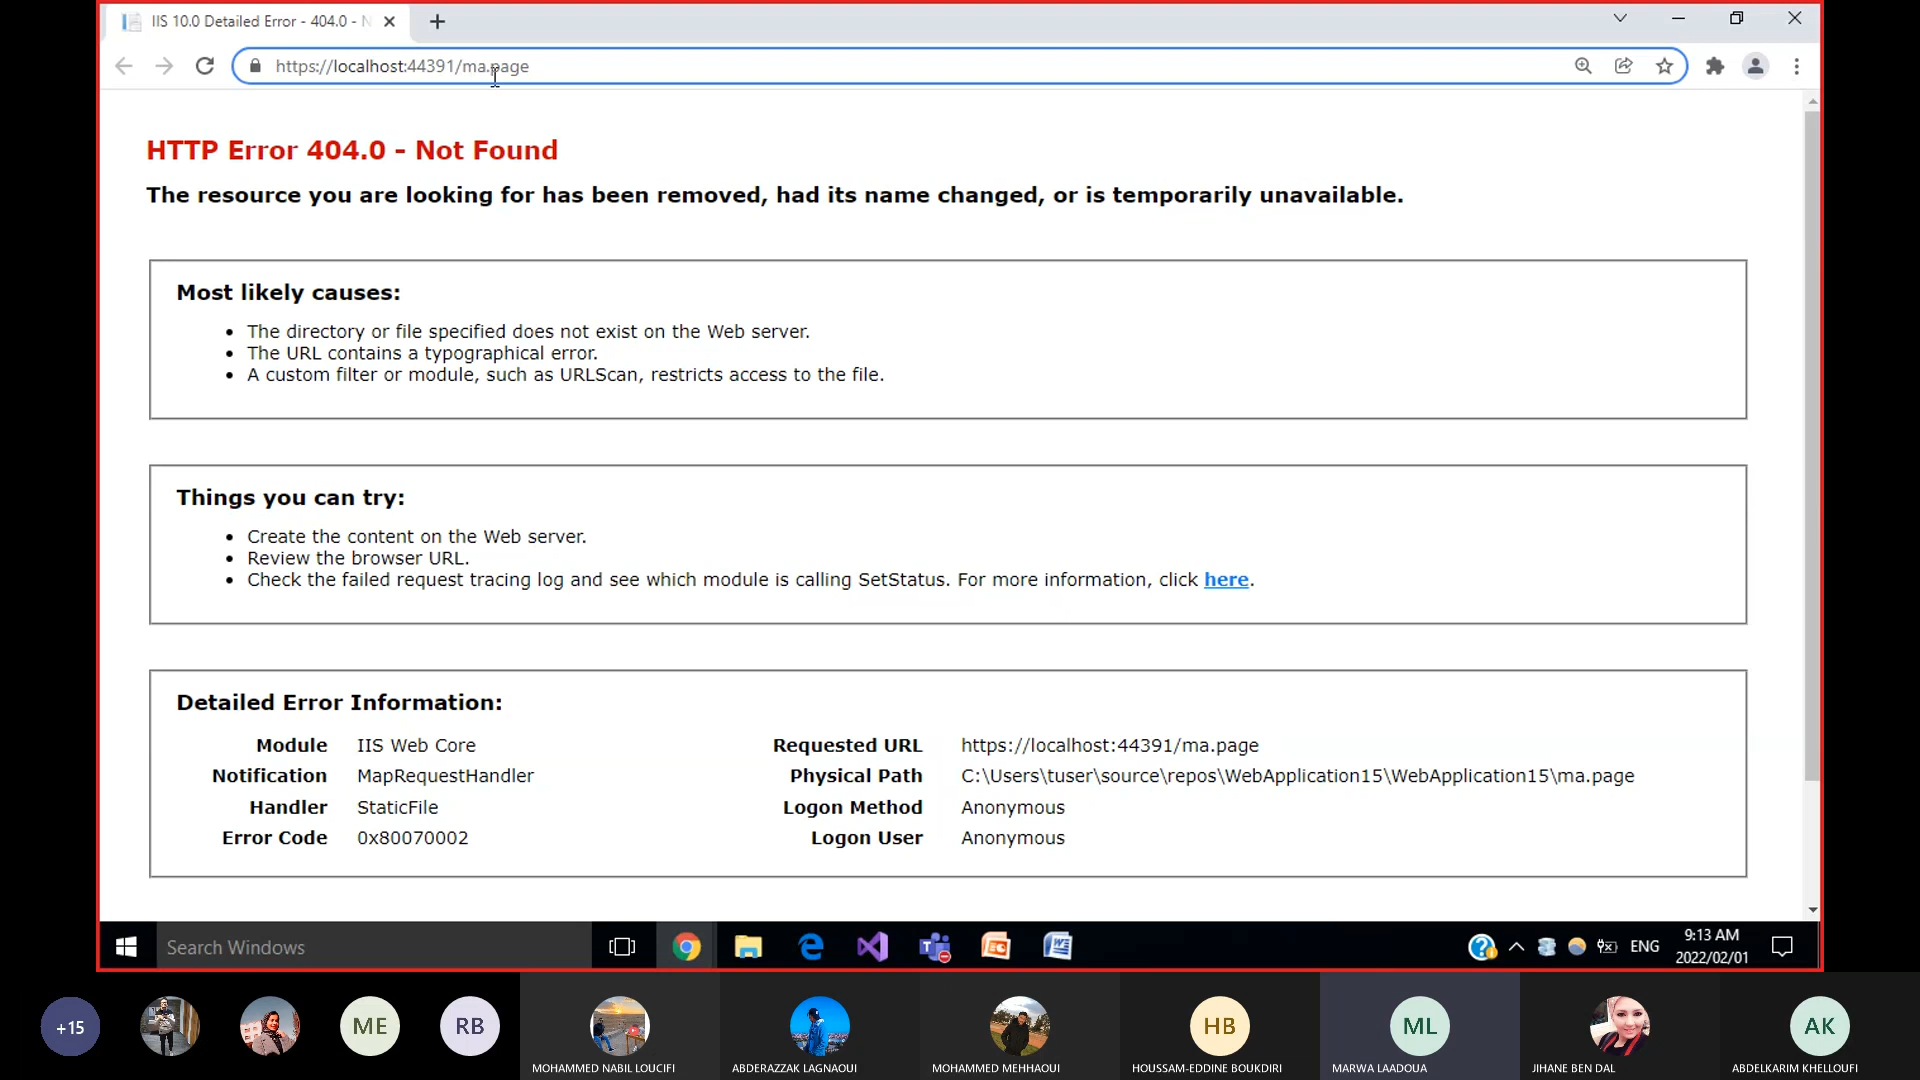 IIS 10.0 Detailed Error - 404.0 - N
https://localhost:44391/ma.page
HTTP Error 404.0 - Not Found
The resource you are looking for has been removed, had its name changed, or is temporarily unavailable.
Most likely causes:
• The directory or file specified does not exist on the Web server.
• The URL contains a typographical error.
• A custom filter or module, such as URLScan, restricts access to the file.
Things you can try:
• Create the content on the Web server.
• Review the browser URL.
• Check the failed request tracing log and see which module is calling SetStatus. For more information, click here.
Detailed Error Information:
Module IIS Web Core Requested URL https://localhost:44391/ma.page
Notification MapRequestHandler Physical Path C:\Users\tuser\source\repos\WebApplication15\WebApplication15\ma.page
Handler StaticFile Logon Method Anonymous
Error Code 0x80070002 Logon User Anonymous
Search Windows
ENG
9:13 AM
2022/02/01
+15
ME
RB
HB
ML
AK
MOHAMMED NABIL LOUCIFI
ABDERAZZAK LAGNAOUI
MOHAMMED MEHHAOUI
HOUSSAM-EDDINE BOUKDIRI
MARWA LAADOUA
JIHANE BEN DAL
ABDELKARIM KHELLOUFI